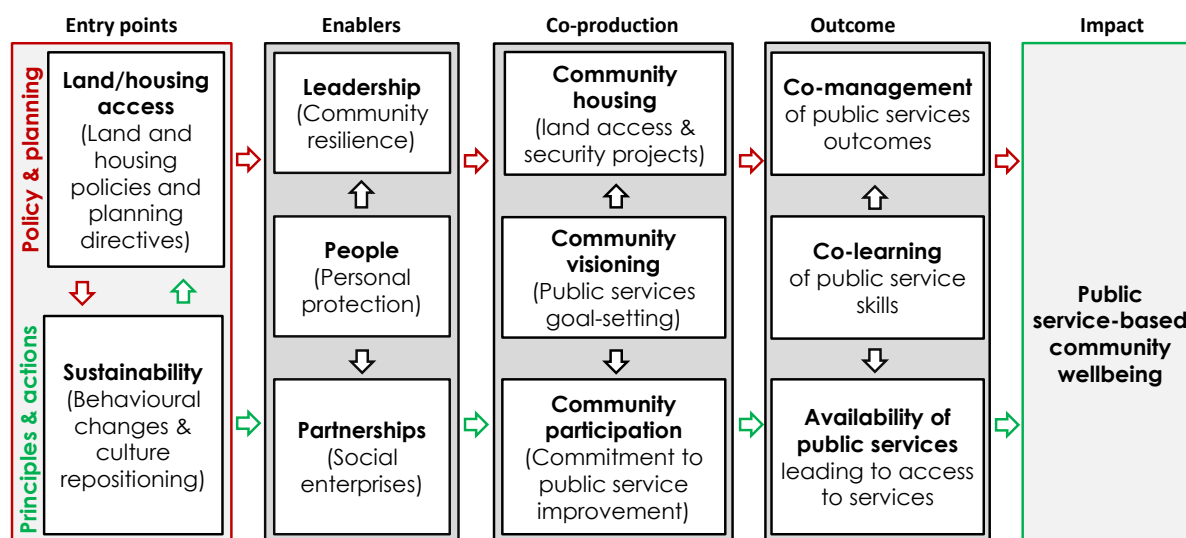 Entry points
Enablers
Co-production
Outcome
Impact
Policy & planning
Principles & actions
Land/housing
access
(Land and
housing
policies and
planning
directives)
Sustainability
(Behavioural
changes &
culture
repositioning)
Leadership
(Community
resilience)
People
(Personal
protection)
Partnerships
(Social
enterprises)
Community
housing
(land access &
security projects)
Community
visioning
(Public services
goal-setting)
Community
participation
(Commitment to
public service
improvement)
Co-management
of public services
outcomes
Co-learning
of public service
skills
Availability of
public services
leading to access
to services
Public
service-based
community
wellbeing